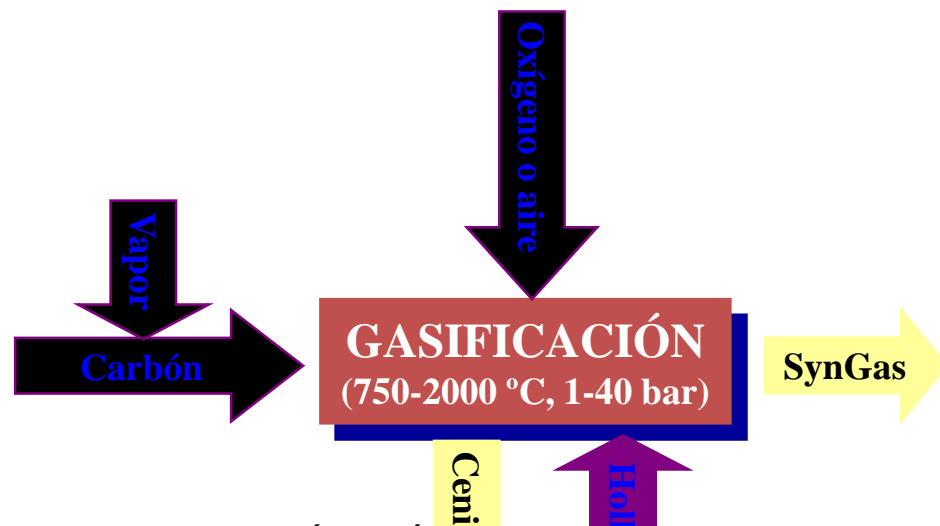 Oxígeno o aire
Vapor
Carbón
GASIFICACIÓN
(750-2000 ºC, 1-40 bar)
SynGas